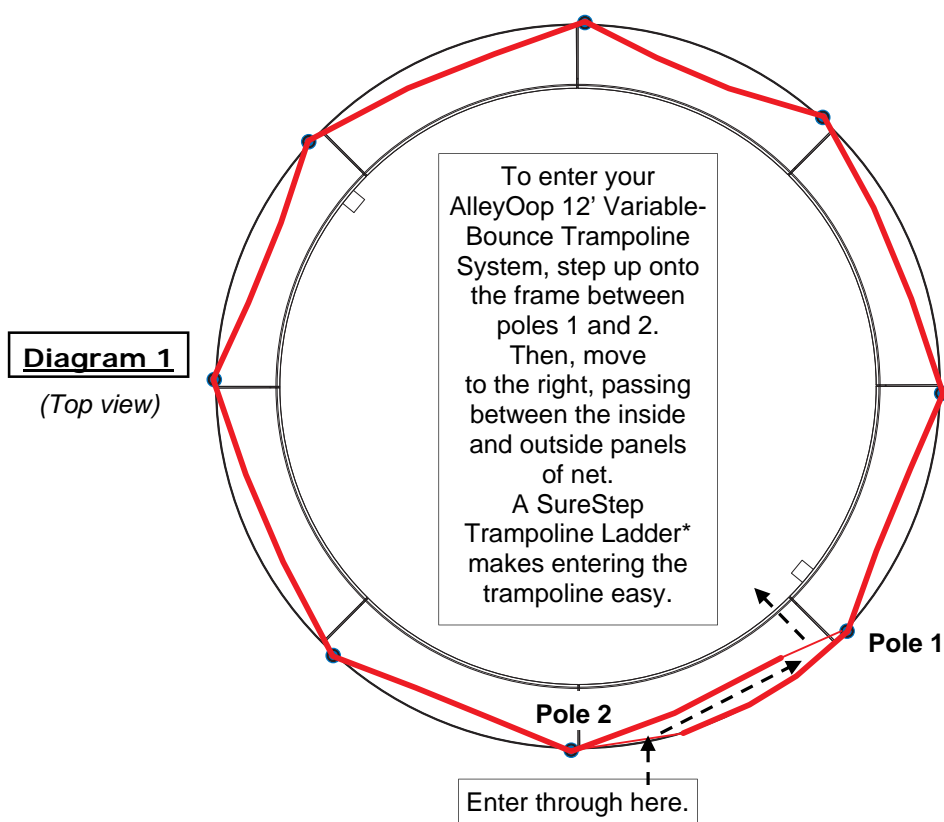 To enter your
AlleyOop 12’ Variable-
Bounce Trampoline
System, step up onto
the frame between
poles 1 and 2.
Then, move
to the right, passing
between the inside
and outside panels
of net.
A SureStep
Trampoline Ladder*
makes entering the
trampoline easy.
Diagram 1
(Top view)
Pole 1
Pole 2
Enter through here.